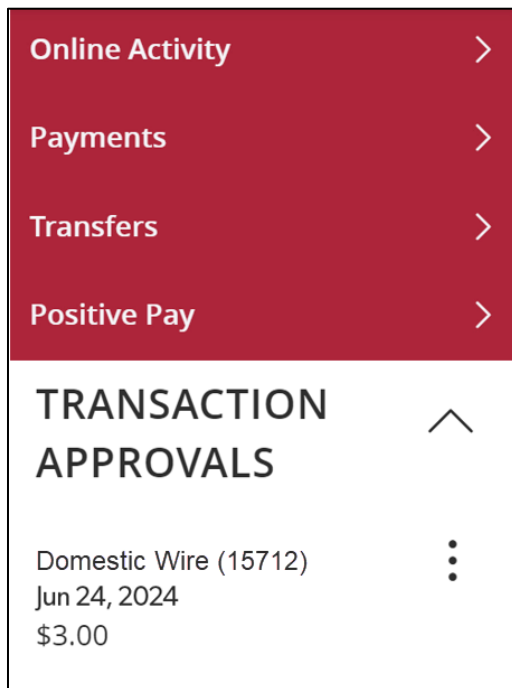 Online Activity
Payments
Transfers
Positive Pay
TRANSACTION
APPROVALS
Domestic Wire (15712)
Jun 24, 2024
$3.00